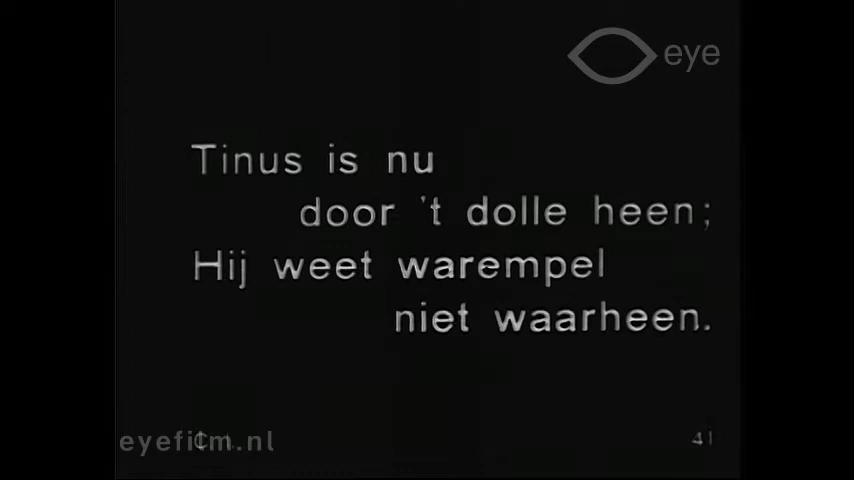 eye
Tinus is nu
door 't dolle heen;
Hij weet warempel
niet waarheen.
eyefilm.nl
41